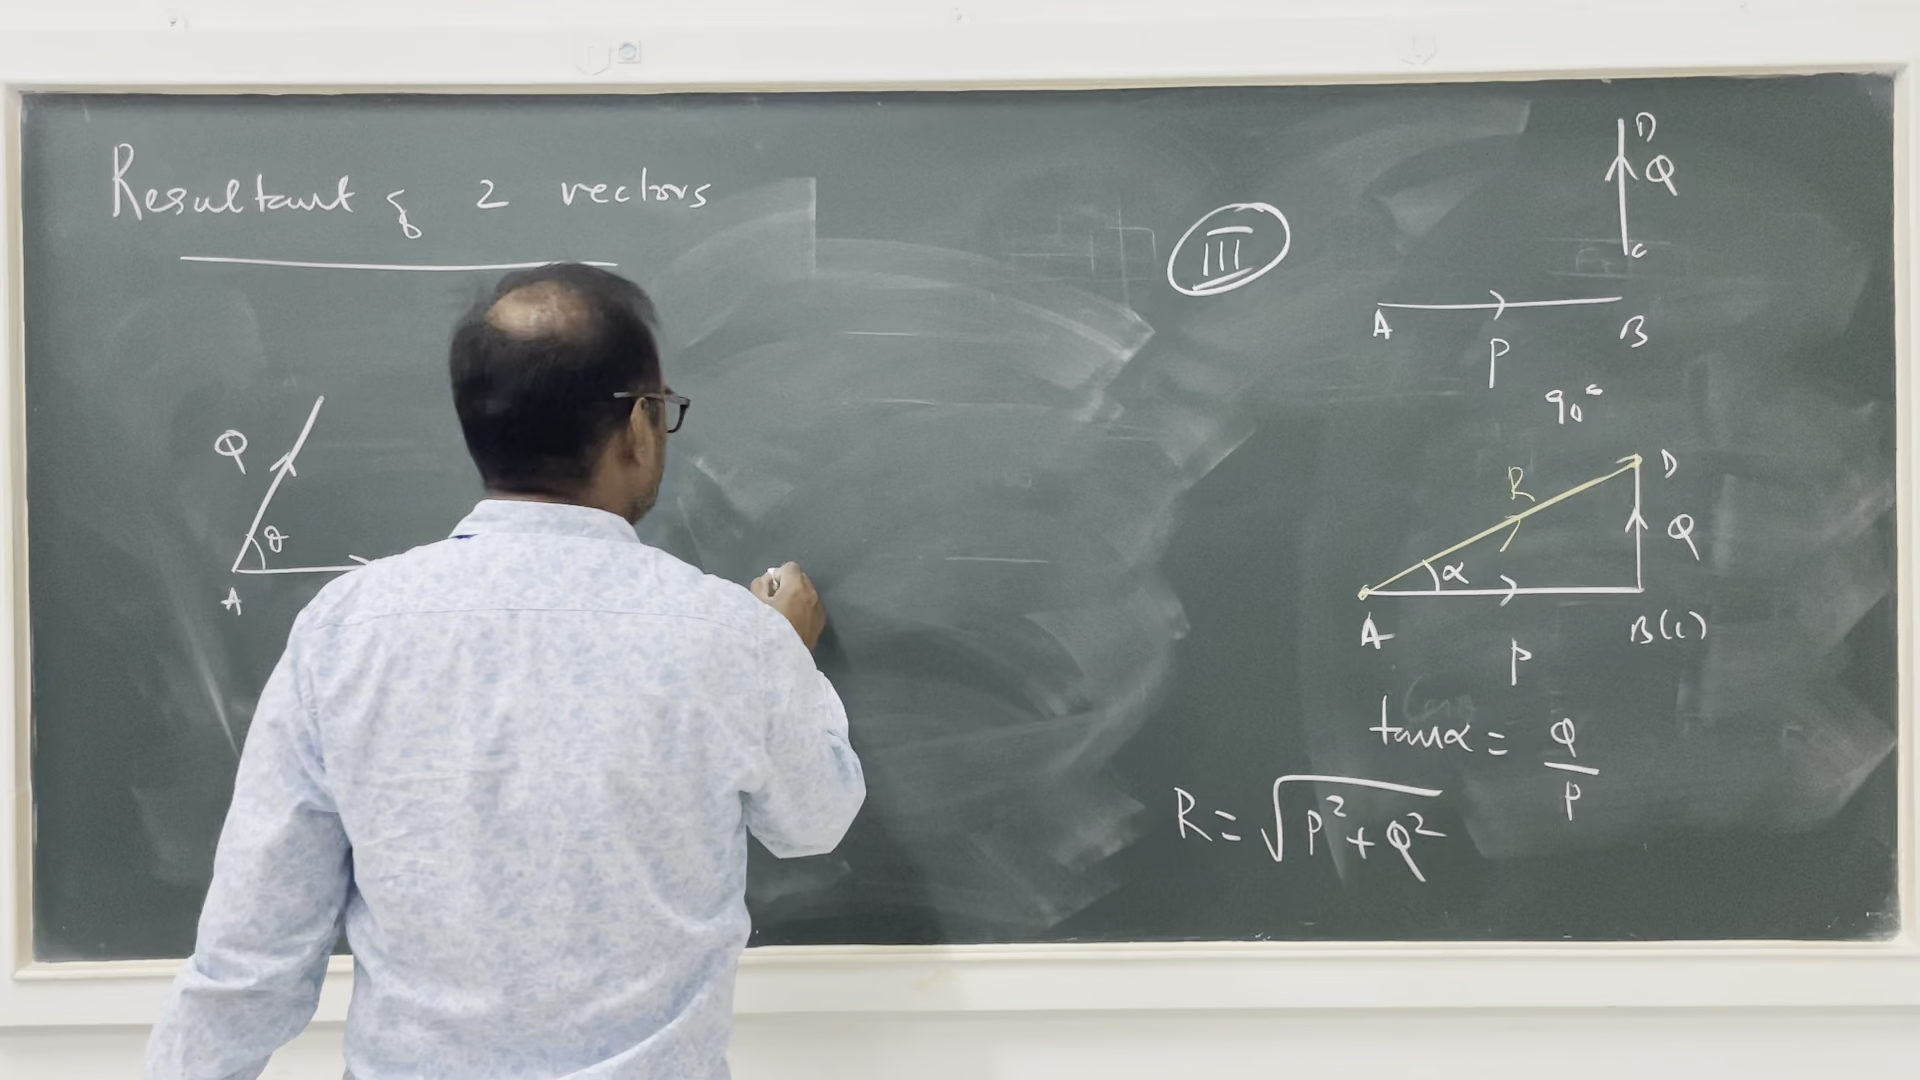 Resultant of 2 vectors
Q
θ
A
III
D
Q
C
A
B
P
90°
R
D
Q
α
A
B(C)
P
tanα = Q/P
R = √P²+Q²